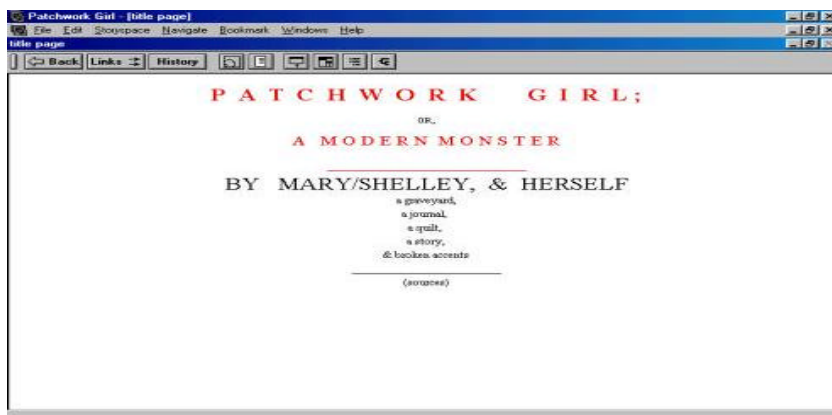 Patchwork Girl - [title page]
File Edit Storyspace Navigate Bookmark Windows Help
title page
Back Links History
PATCHWORK GIRL;
OR,
A MODERN MONSTER
BY MARY/SHELLEY, & HERSELF
a graveyard,
a journal,
a quilt,
a story,
& broken accents
(sources)